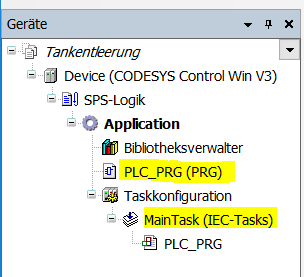 Geräte
Tankentleerung
Device (CODESYS Control Win V3)
SPS-Logik
Application
Bibliotheksverwalter
PLC_PRG (PRG)
Taskkonfiguration
MainTask (IEC-Tasks)
PLC_PRG